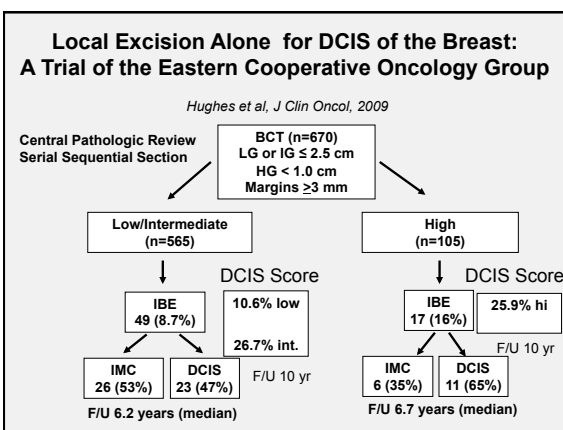 Local Excision Alone for DCIS of the Breast:
A Trial of the Eastern Cooperative Oncology Group
Hughes et al, J Clin Oncol, 2009
Central Pathologic Review
Serial Sequential Section
BCT (n=670)
LG or IG ≤ 2.5 cm
HG < 1.0 cm
Margins ≥3 mm
Low/Intermediate
(n=565)
High
(n=105)
DCIS Score
DCIS Score
IBE
49 (8.7%)
10.6% low
26.7% int.
IBE
17 (16%)
25.9% hi
F/U 10 yr
IMC
26 (53%)
DCIS
23 (47%)
F/U 10 yr
IMC
6 (35%)
DCIS
11 (65%)
F/U 6.2 years (median)
F/U 6.7 years (median)